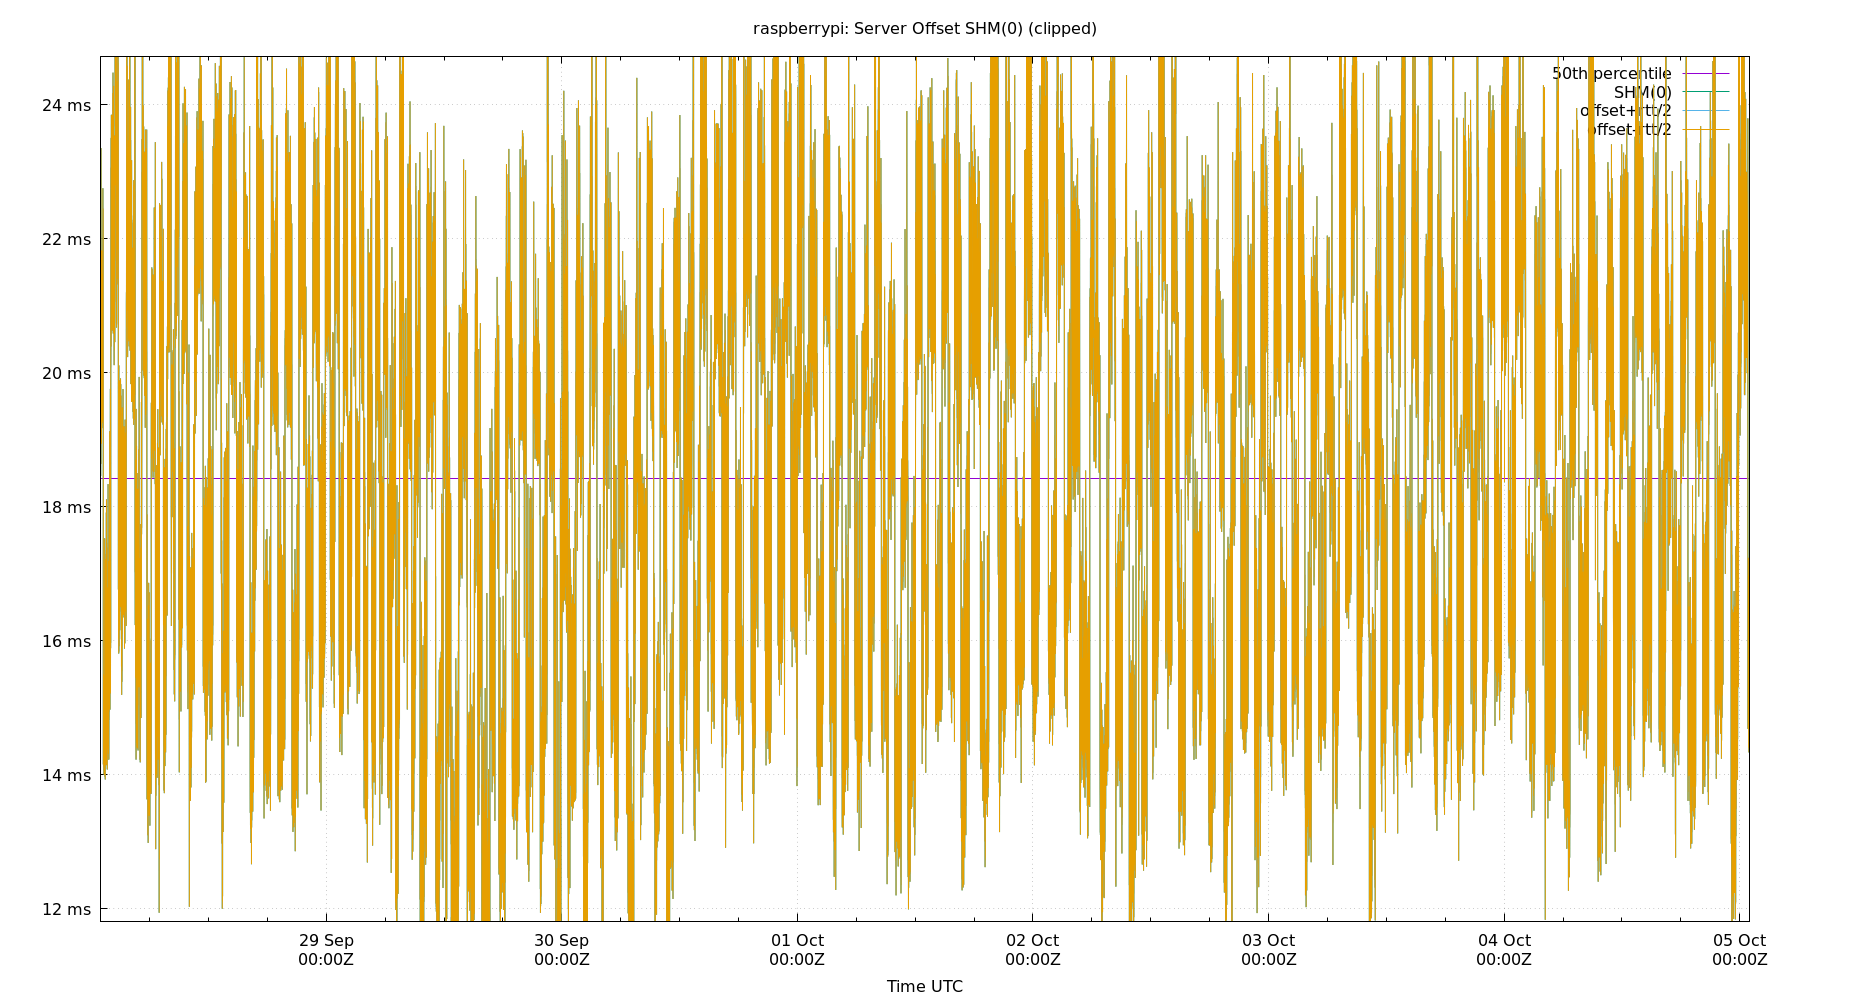 raspberrypi: Server Offset SHM(0) (clipped)
50th percentile
SHM(0)
offset+rtt/2
offset-rtt/2
24 ms
22 ms
20 ms
18 ms
16 ms
14 ms
12 ms
29 Sep 30 Sep 01 Oct 02 Oct 03 Oct 04 Oct 05 Oct
00:00Z 00:00Z 00:00Z 00:00Z 00:00Z 00:00Z 00:00Z
Time UTC